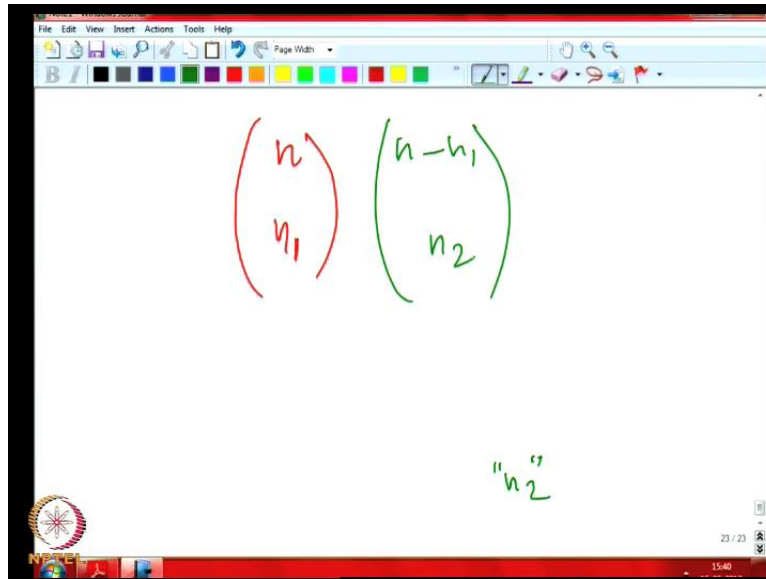 File Edit View Insert Actions Tools Help
Page Width
B I
n n - n₁
n₁ n₂
"n₂"
23 / 23
NPTEL
15:40